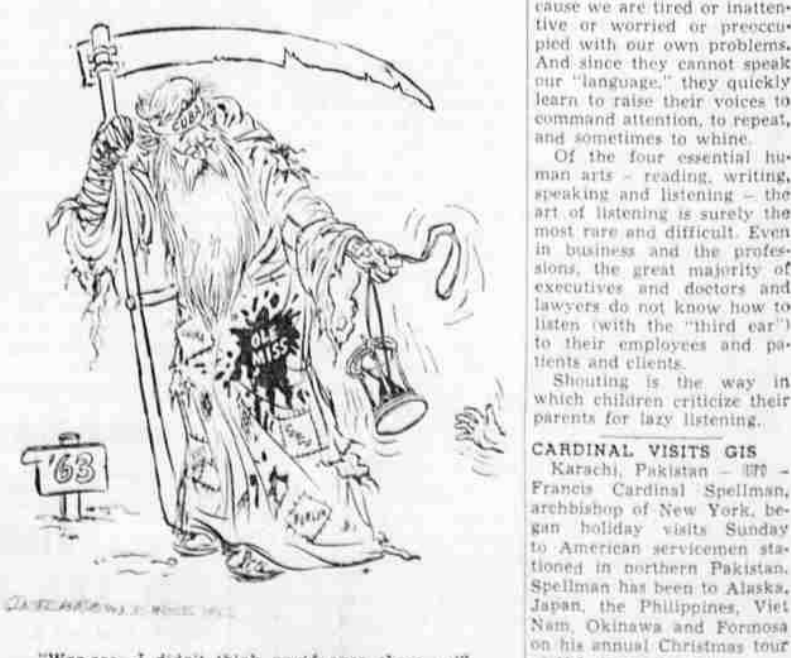 CUBA
OLE
MISS
CONGO
BERLIN
'63
cause we are tired or inatten-
tive or worried or preoccu-
pied with our own problems.
And since they cannot speak
our "language," they quickly
learn to raise their voices to
command attention, to repeat,
and sometimes to whine.
Of the four essential hu-
man arts – reading, writing,
speaking and listening – the
art of listening is surely the
most rare and difficult. Even
in business and the profes-
sions, the great majority of
executives and doctors and
lawyers do not know how to
listen (with the "third ear")
to their employees and pa-
tients and clients.
Shouting is the way in
which children criticize their
parents for lazy listening.
CARDINAL VISITS GIS
Karachi, Pakistan – UPI –
Francis Cardinal Spellman,
archbishop of New York, be-
gan holiday visits Sunday
to American servicemen sta-
tioned in northern Pakistan.
Spellman has been to Alaska,
Japan, the Philippines, Viet
Nam, Okinawa and Formosa
on his annual Christmas tour